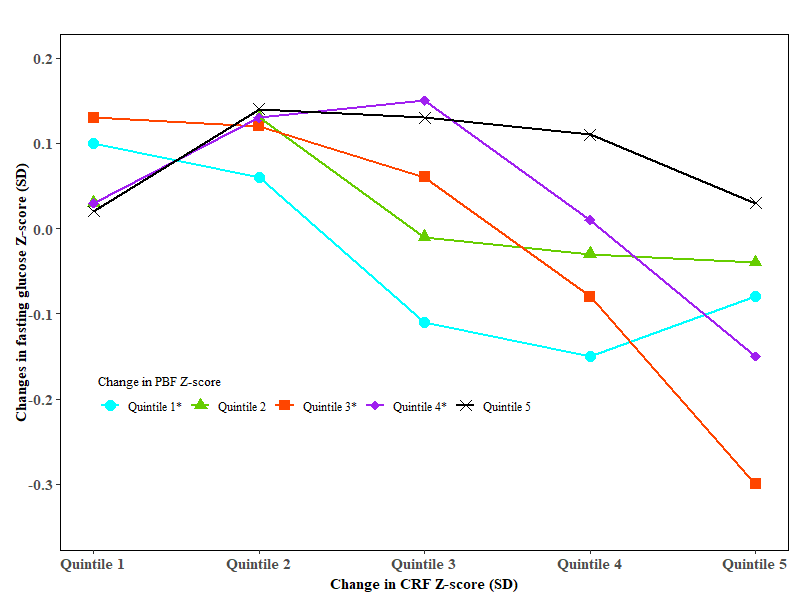 Changes in fasting glucose Z-score (SD)
0.2
0.1
0.0
-0.1
-0.2
-0.3
Change in PBF Z-score
Quintile 1* Quintile 2 Quintile 3* Quintile 4* Quintile 5
Quintile 1 Quintile 2 Quintile 3 Quintile 4 Quintile 5
Change in CRF Z-score (SD)